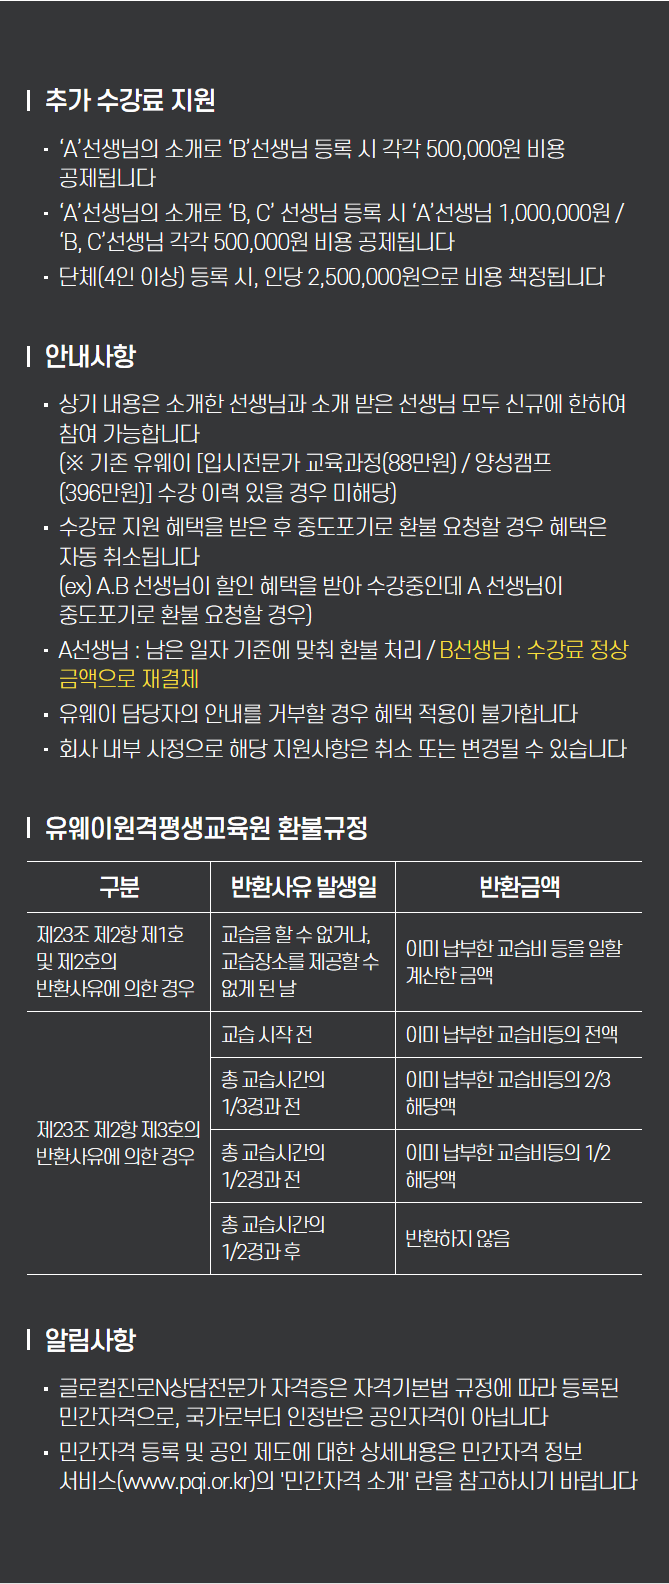 추가 수강료 지원
· ‘A’선생님의 소개로 ‘B’선생님 등록 시 각각 500,000원 비용
공제됩니다
· ‘A’선생님의 소개로 ‘B, C’ 선생님 등록 시 ‘A’선생님 1,000,000원 /
‘B, C’선생님 각각 500,000원 비용 공제됩니다
· 단체(4인 이상) 등록 시, 인당 2,500,000원으로 비용 책정됩니다
안내사항
· 상기 내용은 소개한 선생님과 소개 받은 선생님 모두 신규에 한하여
참여 가능합니다
(※ 기존 유웨이 [입시전문가 교육과정(88만원) / 양성캠프
(396만원)] 수강 이력 있을 경우 미해당)
· 수강료 지원 혜택을 받은 후 중도포기로 환불 요청할 경우 혜택은
자동 취소됩니다
(ex) A.B 선생님이 할인 혜택을 받아 수강중인데 A 선생님이
중도포기로 환불 요청할 경우)
· A선생님 : 남은 일자 기준에 맞춰 환불 처리 / B선생님 : 수강료 정상
금액으로 재결제
· 유웨이 담당자의 안내를 거부할 경우 혜택 적용이 불가합니다
· 회사 내부 사정으로 해당 지원사항은 취소 또는 변경될 수 있습니다
유웨이원격평생교육원 환불규정
구분 반환사유 발생일 반환금액
제23조 제2항 제1호
및 제2호의
반환사유에 의한 경우
교습을 할 수 없거나,
교습장소를 제공할 수
없게 된 날
이미 납부한 교습비 등을 일할
계산한 금액
제23조 제2항 제3호의
반환사유에 의한 경우
교습 시작 전
이미 납부한 교습비등의 전액
총 교습시간의
1/3경과 전
이미 납부한 교습비등의 2/3
해당액
총 교습시간의
1/2경과 전
이미 납부한 교습비등의 1/2
해당액
총 교습시간의
1/2경과 후
반환하지 않음
알림사항
· 글로컬진로N상담전문가 자격증은 자격기본법 규정에 따라 등록된
민간자격으로, 국가로부터 인정받은 공인자격이 아닙니다
· 민간자격 등록 및 공인 제도에 대한 상세내용은 민간자격 정보
서비스(www.pqi.or.kr)의 '민간자격 소개' 란을 참고하시기 바랍니다